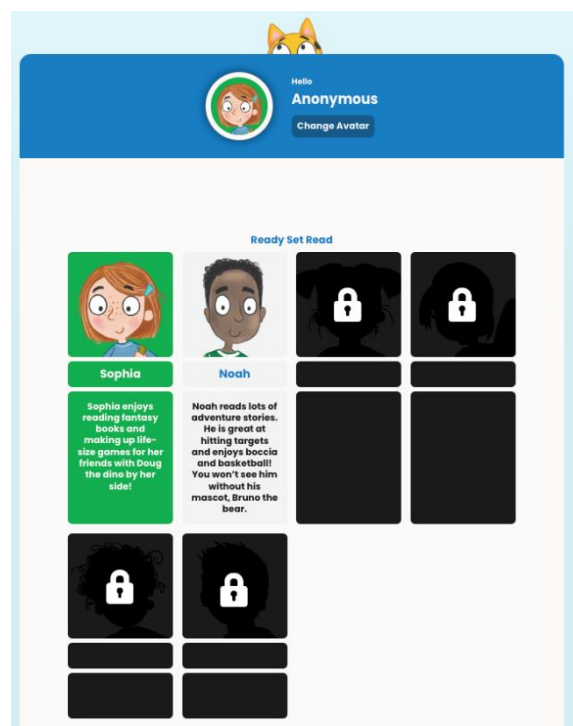 Hello
Anonymous
Change Avatar
Ready Set Read
Sophia
Noah
Sophia enjoys
reading fantasy
books and
making up life-
size games for her
friends with Doug
the dino by her
side!
Noah reads lots of
adventure stories.
He is great at
hitting targets
and enjoys boccia
and basketball!
You won't see him
without his
mascot, Bruno the
bear.